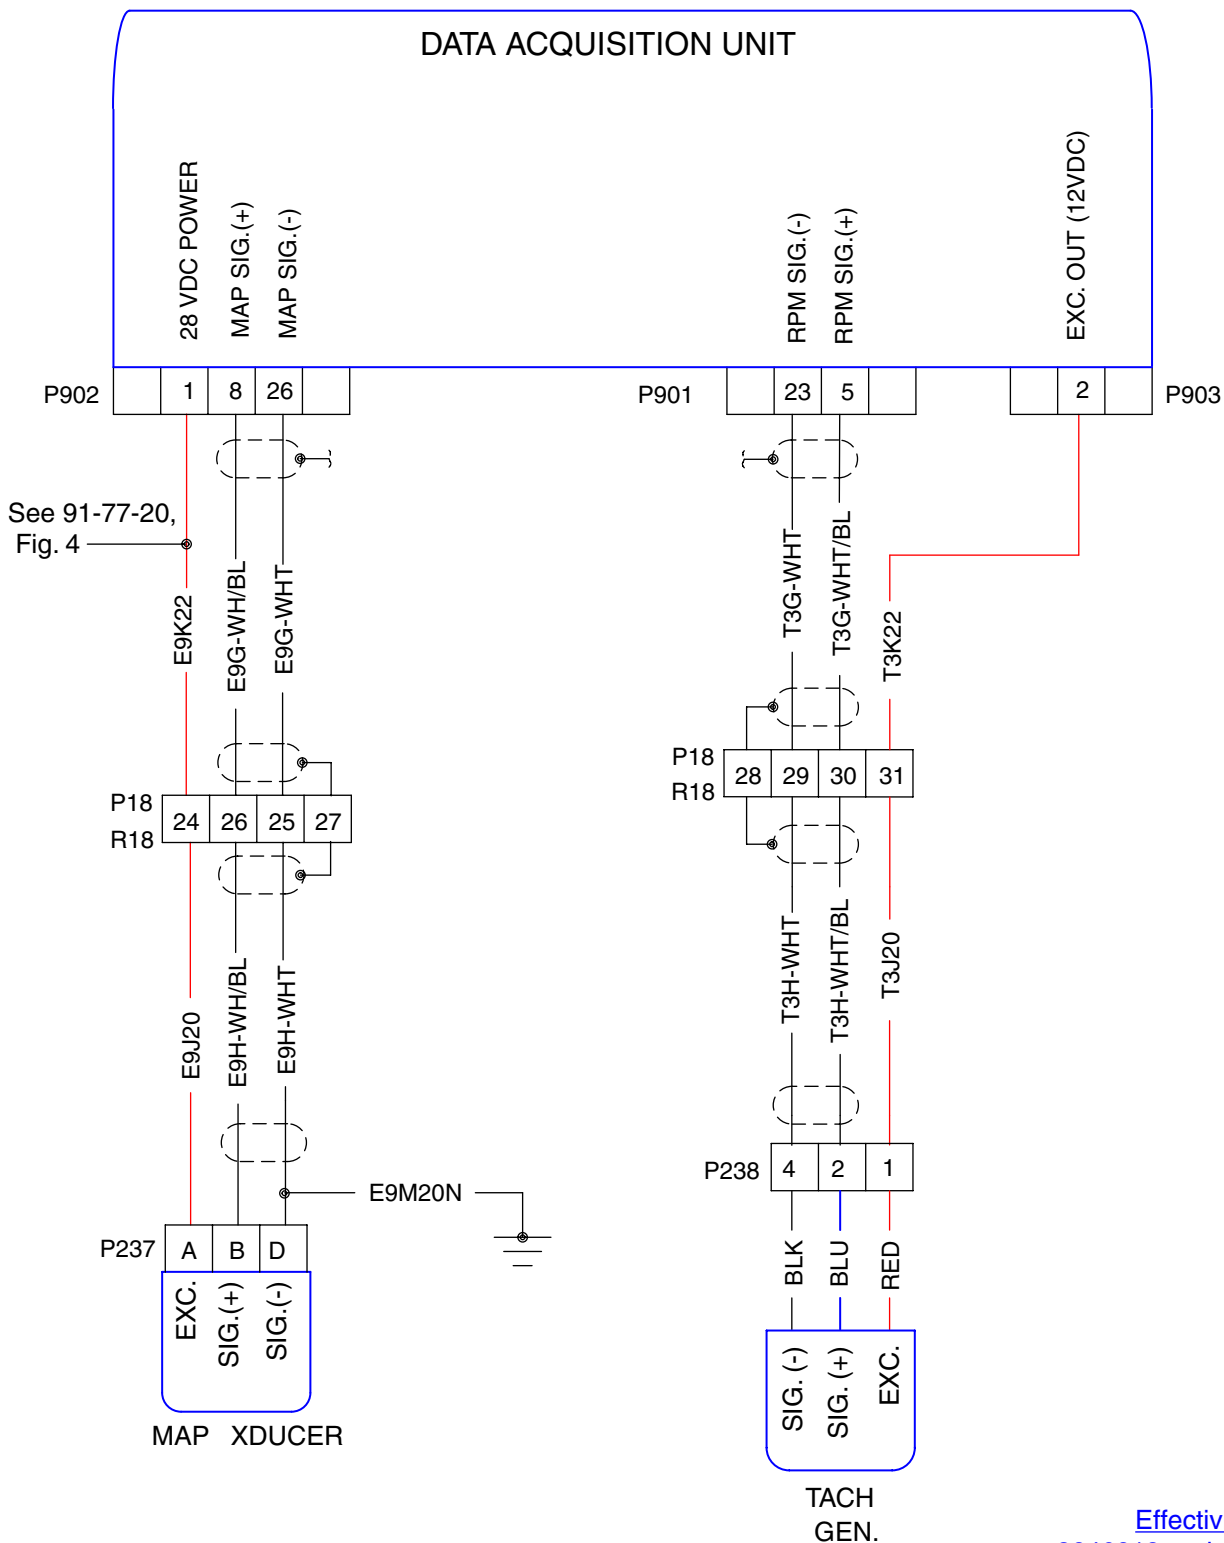 DATA ACQUISITION UNIT
28 VDC POWER
MAP SIG.(+)
MAP SIG.(-)
RPM SIG.(-)
RPM SIG.(+)
EXC. OUT (12VDC)
P902
1
8
26
P901
23
5
2
P903
See 91-77-20,
Fig. 4
E9K22
E9G-WH/BL
E9G-WHT
T3G-WHT
T3G-WHT/BL
T3K22
P18
R18
24
26
25
27
P18
R18
28
29
30
31
E9J20
E9H-WH/BL
E9H-WHT
T3H-WHT
T3H-WHT/BL
T3J20
E9M20N
P237
A
B
D
P238
4
2
1
EXC.
SIG.(+)
SIG.(-)
MAP XDUCER
BLK
BLU
RED
SIG. (-)
SIG. (+)
EXC.
TACH
GEN.
Effectiv